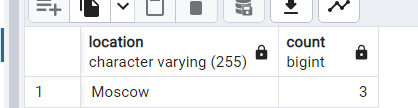 location count
character varying (255) bigint
1 Moscow 3